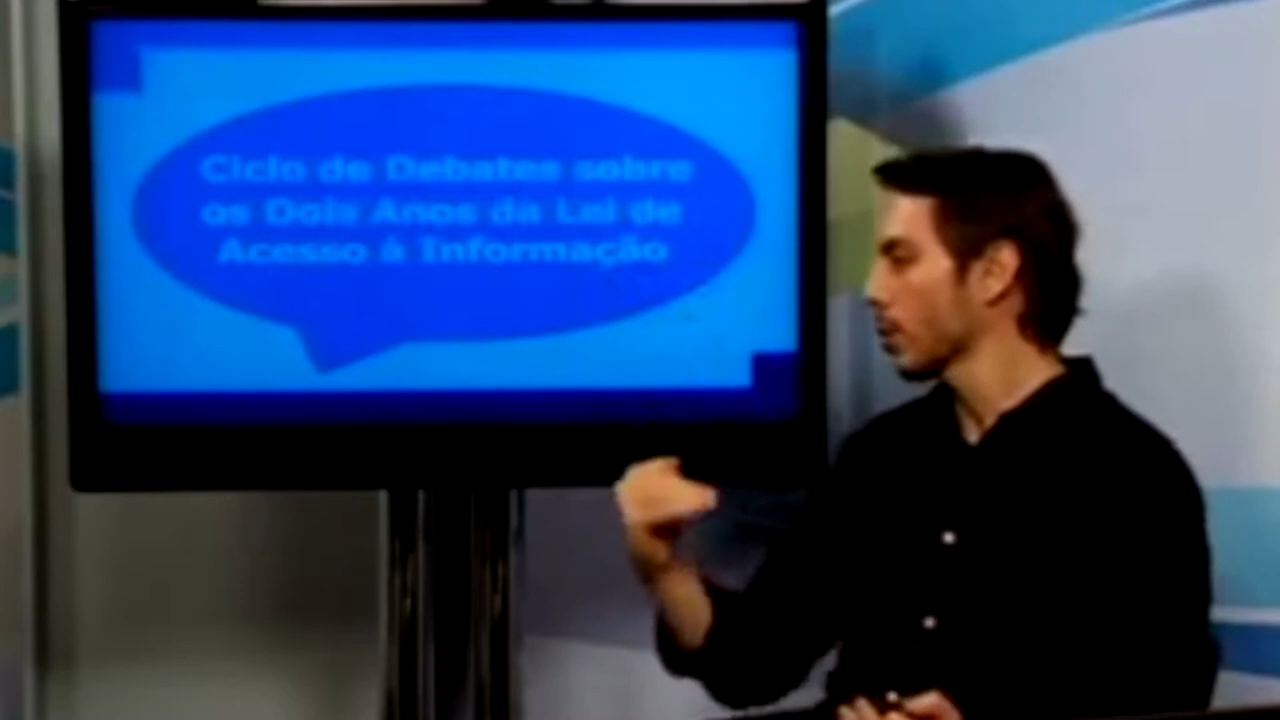 Ciclo de Debates sobre
os Dois Anos da Lei de
Acesso à Informação